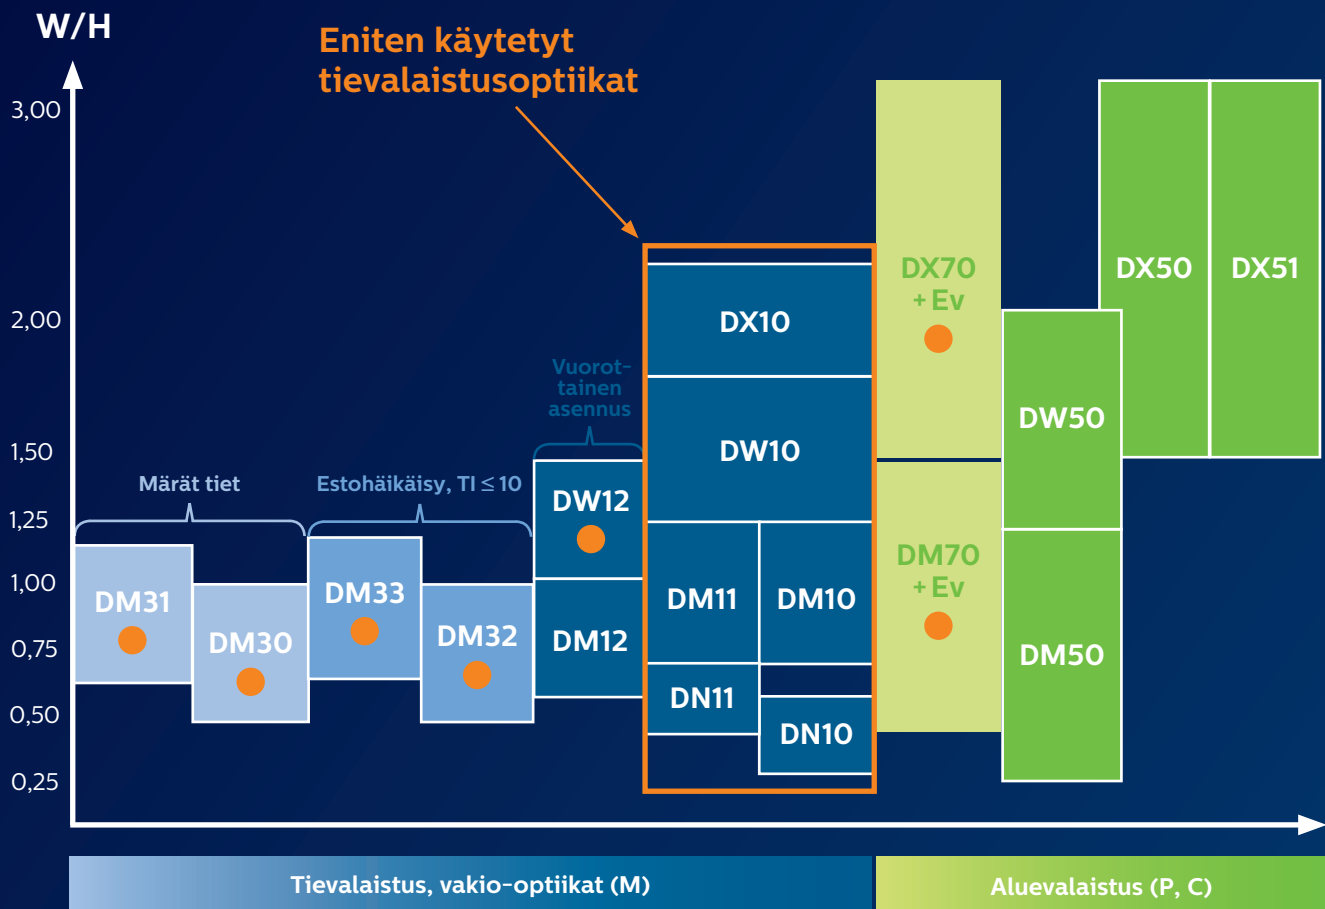 W/H
Eniten käytetyt
tievalaistusoptiikat
3,00
2,00
1,50
1,25
1,00
0,75
0,50
0,25
Märät tiet
Estohäikäisy, TI ≤ 10
Vuorot-
tainen
asennus
DM31
DM30
DM33
DM32
DW12
DM12
DX10
DW10
DM11
DM10
DN11
DN10
DX70
+ Ev
DM70
+ Ev
DW50
DM50
DX50
DX51
Tievalaistus, vakio-optiikat (M)
Aluevalaistus (P, C)